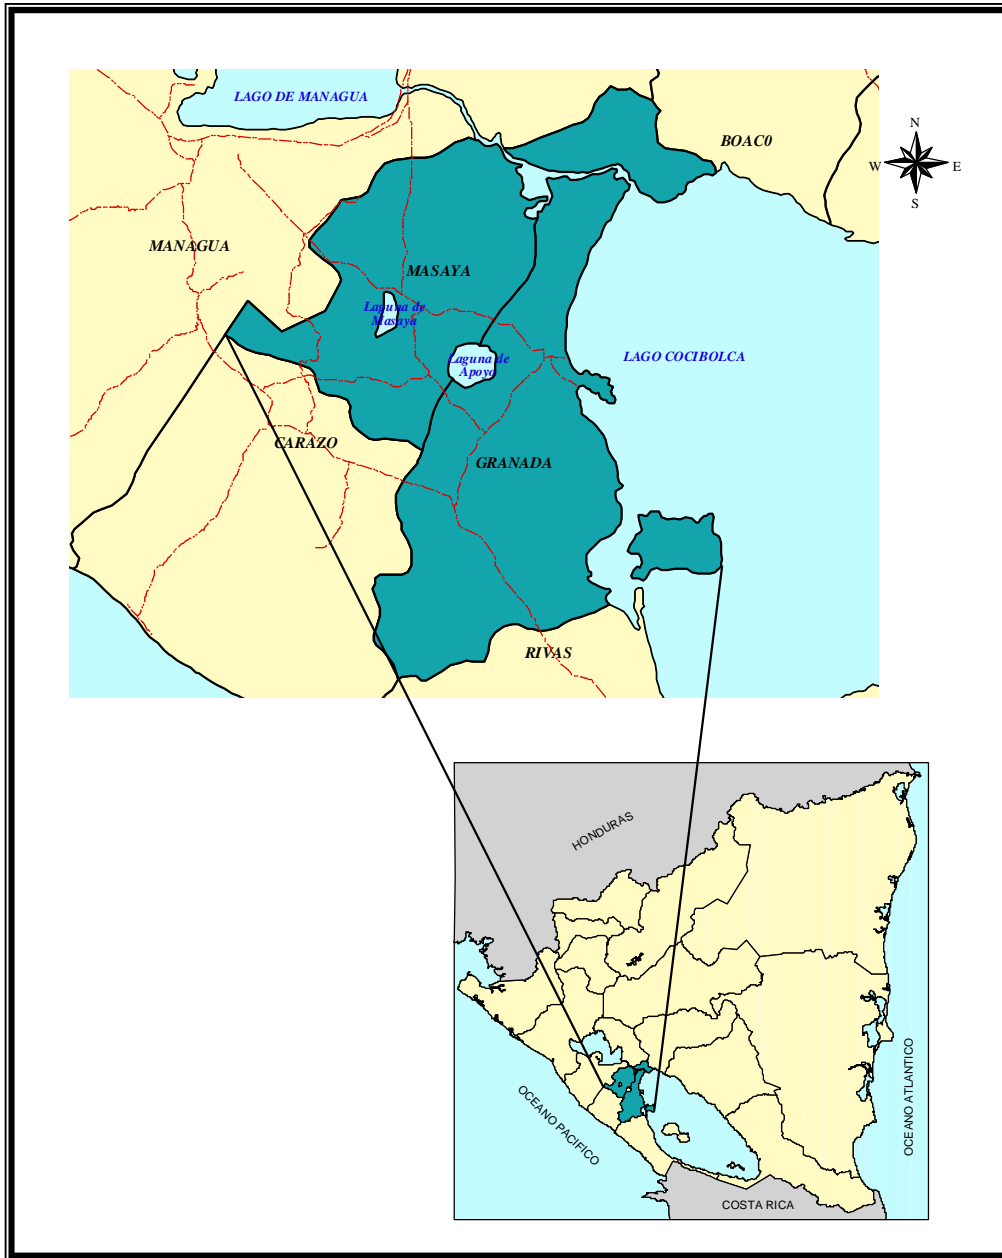 LAGO DE MANAGUA
BOAC0
N
W
E
S
MANAGUA
MASAYA
Laguna de
Masaya
Laguna de
Apoyo
LAGO COCIBOLCA
CARAZO
GRANADA
RIVAS
HONDURAS
OCEANO PACIFICO
OCEANO ATLANTICO
COSTA RICA